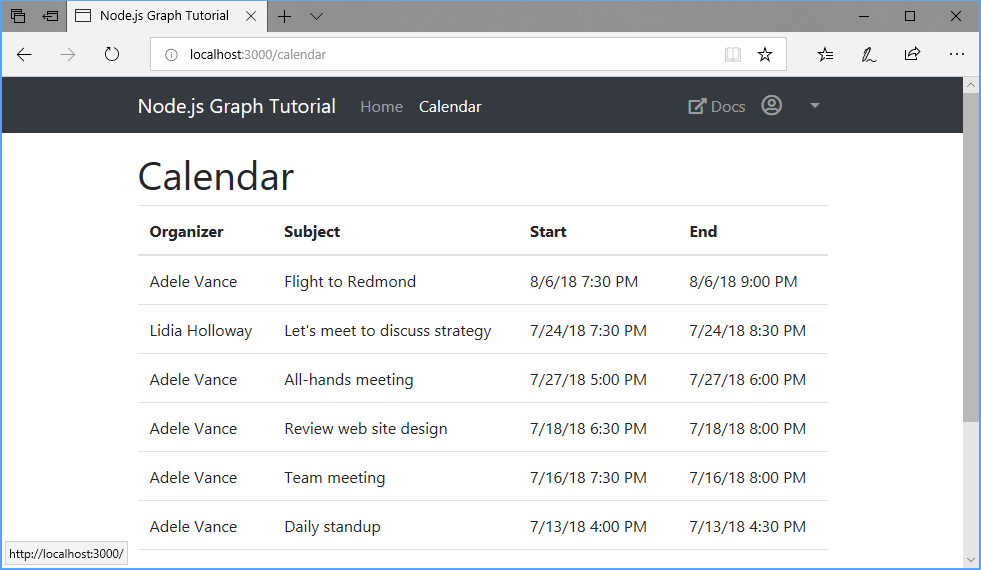 Node.js Graph Tutorial
localhost:3000/calendar
Node.js Graph Tutorial Home Calendar Docs
Calendar
Organizer Subject Start End
Adele Vance Flight to Redmond 8/6/18 7:30 PM 8/6/18 9:00 PM
Lidia Holloway Let's meet to discuss strategy 7/24/18 7:30 PM 7/24/18 8:30 PM
Adele Vance All-hands meeting 7/27/18 5:00 PM 7/27/18 6:00 PM
Adele Vance Review web site design 7/18/18 6:30 PM 7/18/18 8:00 PM
Adele Vance Team meeting 7/16/18 7:30 PM 7/16/18 8:00 PM
Adele Vance Daily standup 7/13/18 4:00 PM 7/13/18 4:30 PM
http://localhost:3000/